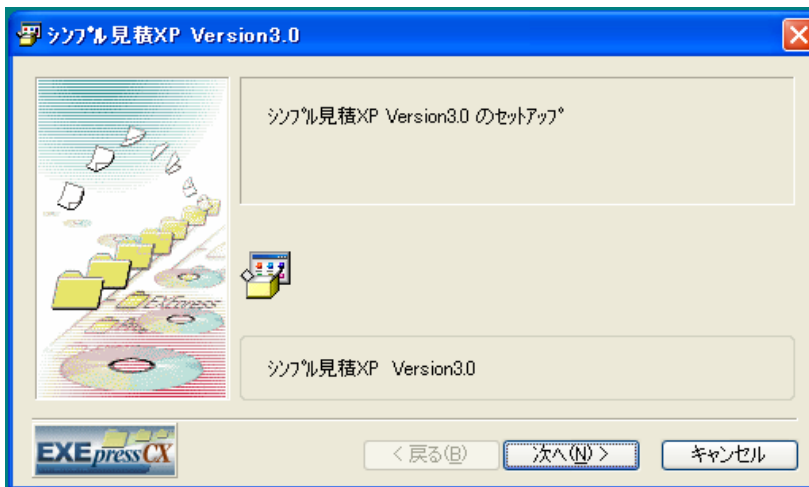 ｼﾝﾌﾟﾙ見積XP Version3.0
ｼﾝﾌﾟﾙ見積XP Version3.0 のｾｯﾄｱｯﾌﾟ
EXEpress
ｼﾝﾌﾟﾙ見積XP Version3.0
EXEpressCX
< 戻る(B)
次へ(N) >
キャンセル